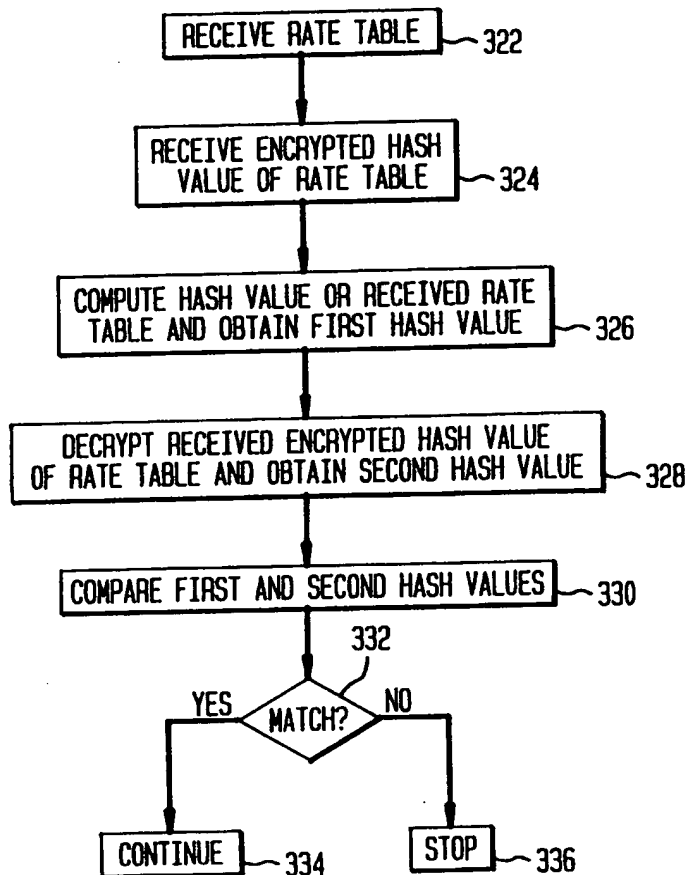 RECEIVE RATE TABLE
322
RECEIVE ENCRYPTED HASH
VALUE OF RATE TABLE
324
COMPUTE HASH VALUE OR RECEIVED RATE
TABLE AND OBTAIN FIRST HASH VALUE
326
DECRYPT RECEIVED ENCRYPTED HASH VALUE
OF RATE TABLE AND OBTAIN SECOND HASH VALUE
328
COMPARE FIRST AND SECOND HASH VALUES
330
332
YES
MATCH?
NO
CONTINUE
334
STOP
336